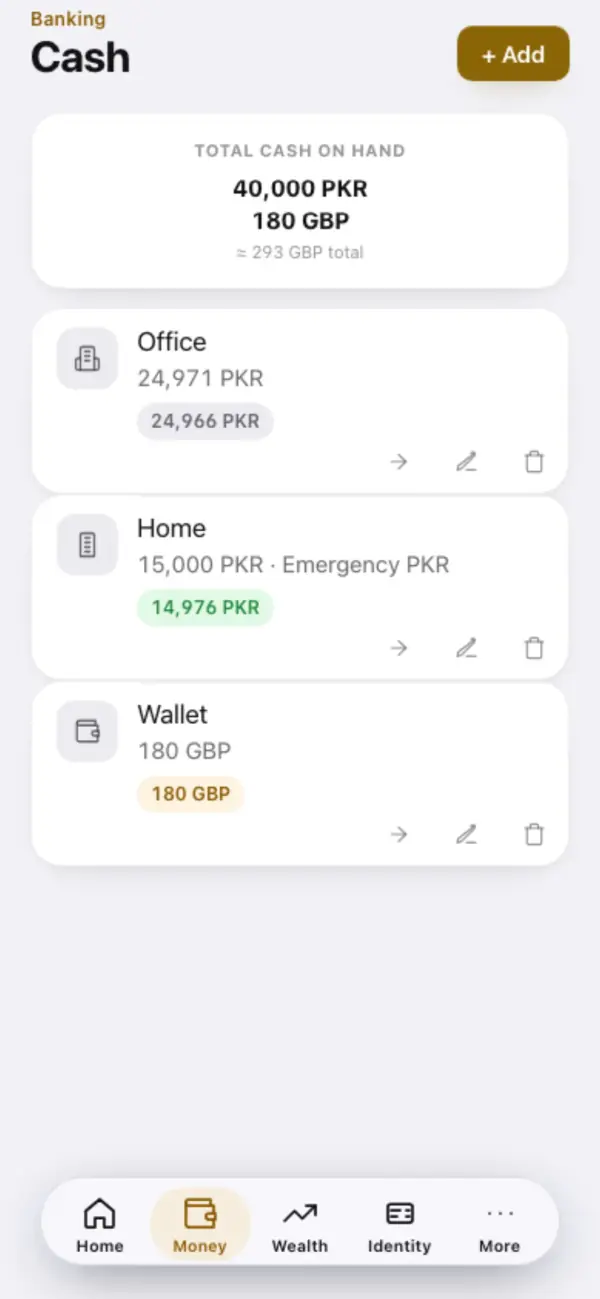 Banking
Cash
+ Add
TOTAL CASH ON HAND
40,000 PKR
180 GBP
≈ 293 GBP total
Office
24,971 PKR
24,966 PKR
Home
15,000 PKR · Emergency PKR
14,976 PKR
Wallet
180 GBP
180 GBP
Home Money Wealth Identity More